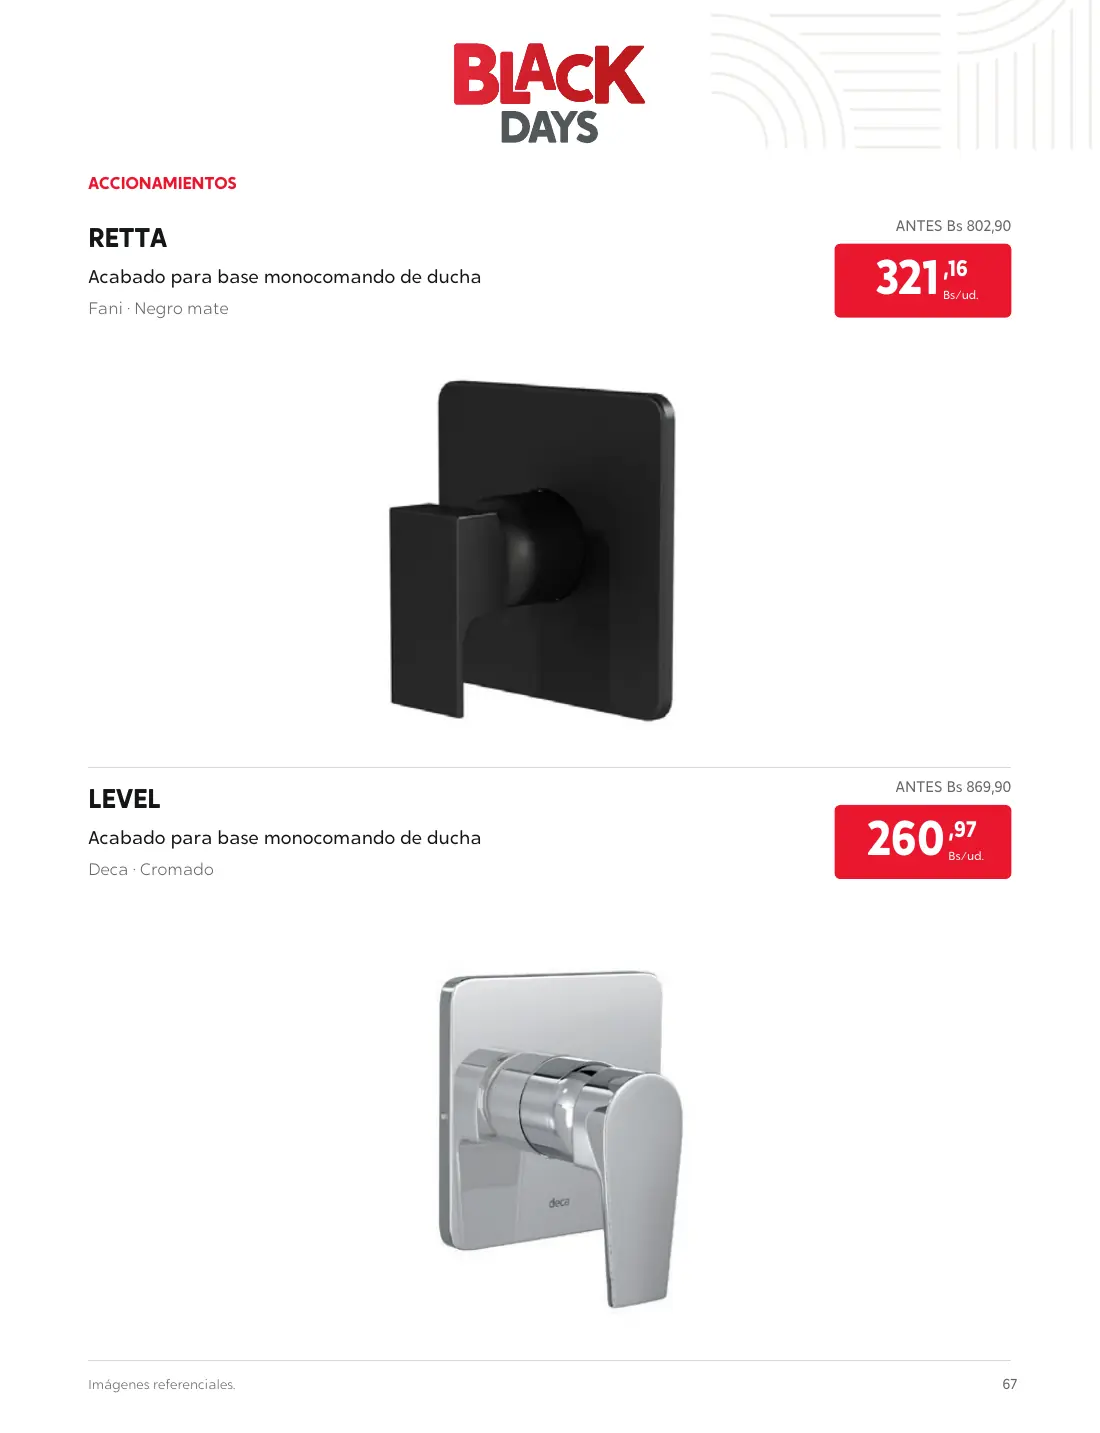 BLACK
DAYS
ACCIONAMIENTOS
RETTA
Acabado para base monocomando de ducha
Fani · Negro mate
ANTES Bs 802,90
321,16
Bs/ud.
LEVEL
Acabado para base monocomando de ducha
Deca · Cromado
ANTES Bs 869,90
260,97
Bs/ud.
deca
Imágenes referenciales.
67